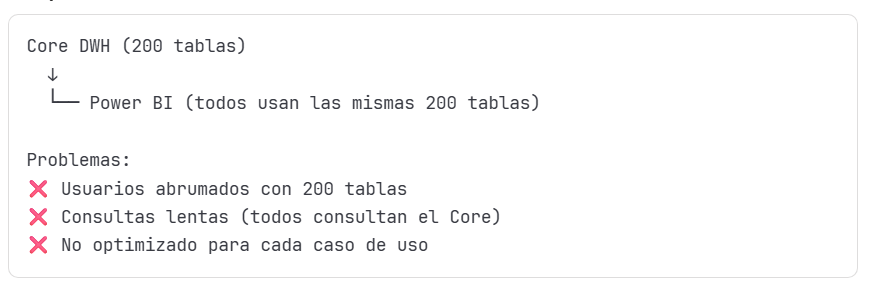 Core DWH (200 tablas)
↓
└── Power BI (todos usan las mismas 200 tablas)
Problemas:
❌ Usuarios abrumados con 200 tablas
❌ Consultas lentas (todos consultan el Core)
❌ No optimizado para cada caso de uso